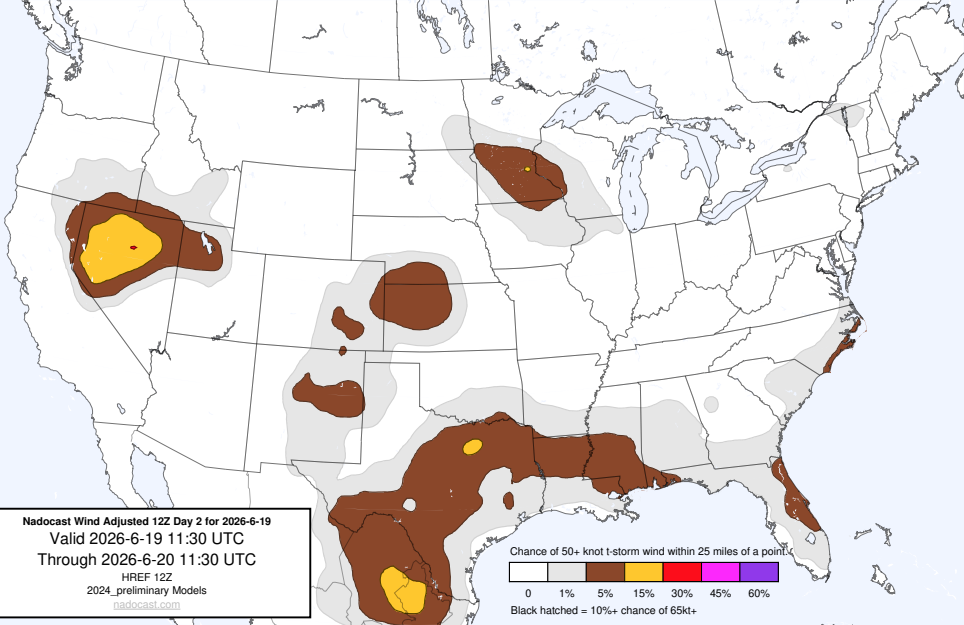 Nadocast Wind Adjusted 12Z Day 2 for 2026-6-19
Valid 2026-6-19 11:30 UTC
Through 2026-6-20 11:30 UTC
HREF 12Z
2024_preliminary Models
nadocast.com
Chance of 50+ knot t-storm wind within 25 miles of a point.
0 1% 5% 15% 30% 45% 60%
Black hatched = 10%+ chance of 65kt+